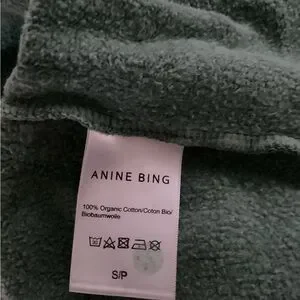 ANINE BING
100% Organic Cotton/Coton Bio/
Biobaumwolle
S/P